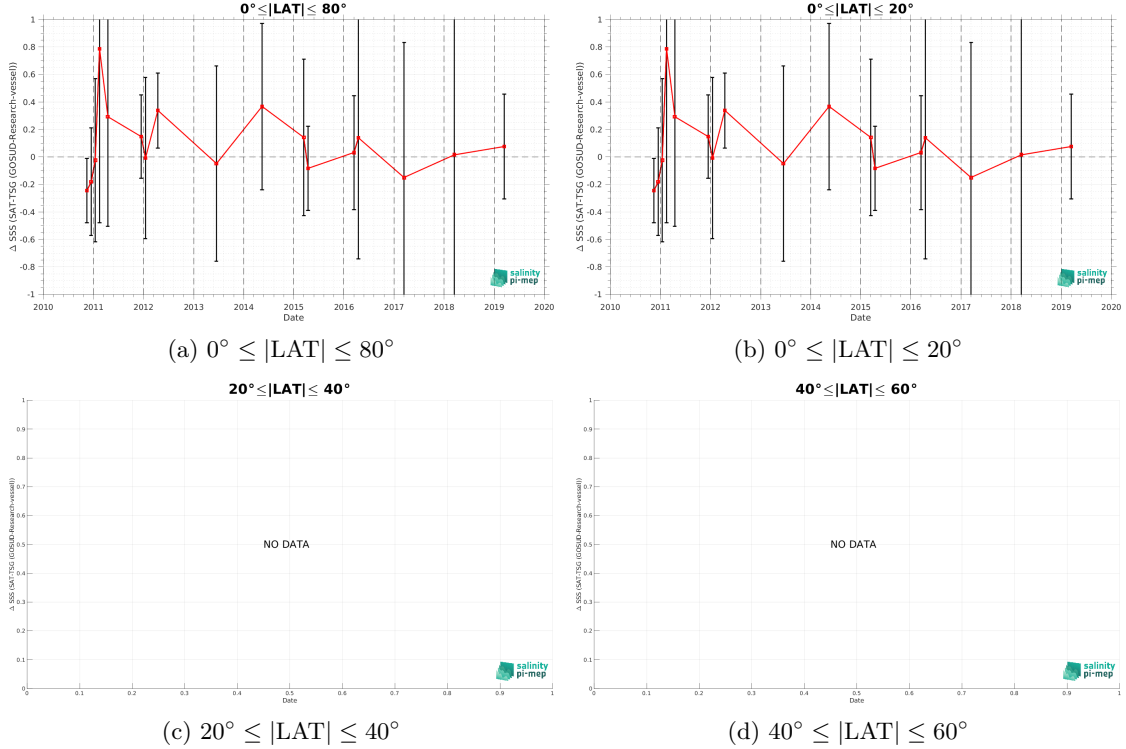 0°≤|LAT|≤ 80°
Δ SSS (SAT-TSG (GOSUD-Research-vessel))
1
0.8
0.6
0.4
0.2
0
-0.2
-0.4
-0.6
-0.8
-1
2010 2011 2012 2013 2014 2015 2016 2017 2018 2019 2020
Date
salinity
pi-mep
(a) 0° ≤ |LAT| ≤ 80°
0°≤|LAT|≤ 20°
Δ SSS (SAT-TSG (GOSUD-Research-vessel))
1
0.8
0.6
0.4
0.2
0
-0.2
-0.4
-0.6
-0.8
-1
2010 2011 2012 2013 2014 2015 2016 2017 2018 2019 2020
Date
salinity
pi-mep
(b) 0° ≤ |LAT| ≤ 20°
20°≤|LAT|≤ 40°
Δ SSS (SAT-TSG (GOSUD-Research-vessel))
1
0.9
0.8
0.7
0.6
0.5
0.4
0.3
0.2
0.1
0
NO DATA
0 0.1 0.2 0.3 0.4 0.5 0.6 0.7 0.8 0.9 1
Date
salinity
pi-mep
(c) 20° ≤ |LAT| ≤ 40°
40°≤|LAT|≤ 60°
Δ SSS (SAT-TSG (GOSUD-Research-vessel))
1
0.9
0.8
0.7
0.6
0.5
0.4
0.3
0.2
0.1
0
NO DATA
0 0.1 0.2 0.3 0.4 0.5 0.6 0.7 0.8 0.9 1
Date
salinity
pi-mep
(d) 40° ≤ |LAT| ≤ 60°